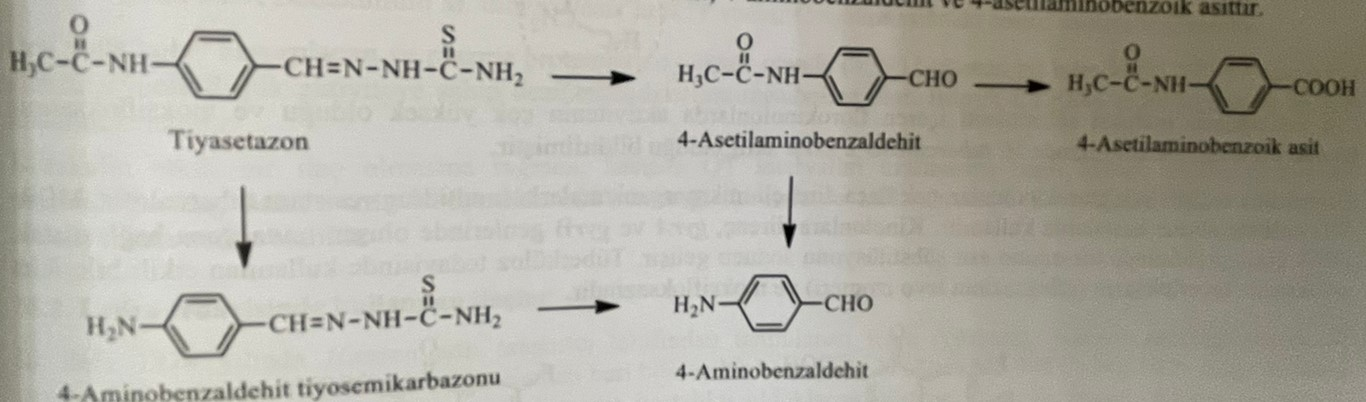 ve 4-asetilaminobenzoik asittir.
H₃C-C-NH- -CH=N-NH-C-NH₂
O
S
H₃C-C-NH- -CHO
O
H₃C-C-NH- -COOH
O
Tiyasetazon
4-Asetilaminobenzaldehit
4-Asetilaminobenzoik asit
H₂N- -CH=N-NH-C-NH₂
S
H₂N- -CHO
4-Aminobenzaldehit tiyosemikarbazonu
4-Aminobenzaldehit